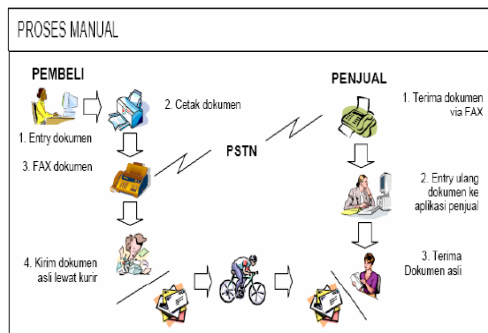 PROSES MANUAL
PEMBELI
PENJUAL
2. Cetak dokumen
1. Terima dokumen
via FAX
1. Entry dokumen
3. FAX dokumen
PSTN
2. Entry ulang
dokumen ke
aplikasi penjual
4. Kirim dokumen
asli lewat kurir
3. Terima
Dokumen asli